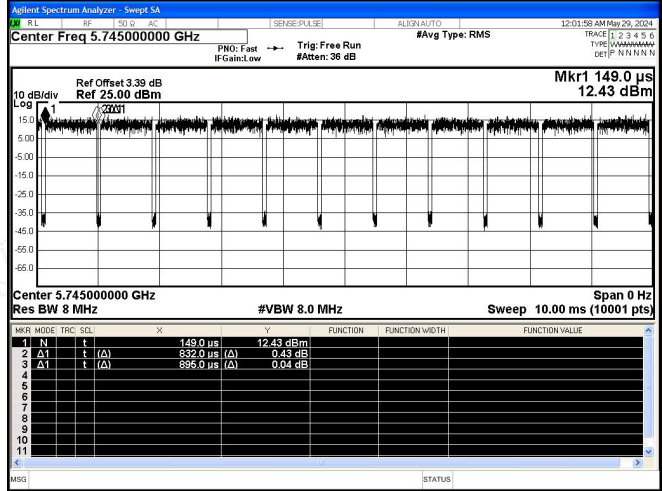 Agilent Spectrum Analyzer - Swept SA
RL RF 50 Ω AC SENSE:PULSE ALIGN AUTO 12:01:58 AM May 29, 2024
Center Freq 5.745000000 GHz #Avg Type: RMS TRACE 1 2 3 4 5 6
PNO: Fast Trig: Free Run TYPE WWWWWW
IFGain:Low #Atten: 36 dB DET P N N N N N
Mkr1 149.0 µs
Ref Offset 3.39 dB
10 dB/div Ref 25.00 dBm 12.43 dBm
Log
1
15.0
5.00
-5.00
-15.0
-25.0
-35.0
-45.0
-55.0
-65.0
Center 5.745000000 GHz Span 0 Hz
Res BW 8 MHz #VBW 8.0 MHz Sweep 10.00 ms (10001 pts)
MKR MODE TRC SCL X Y FUNCTION FUNCTION WIDTH FUNCTION VALUE
1 N t 149.0 µs 12.43 dBm
2 Δ1 t (Δ) 832.0 µs (Δ) 0.43 dB
3 Δ1 t (Δ) 895.0 µs (Δ) 0.04 dB
4
5
6
7
8
9
10
11
MSG STATUS